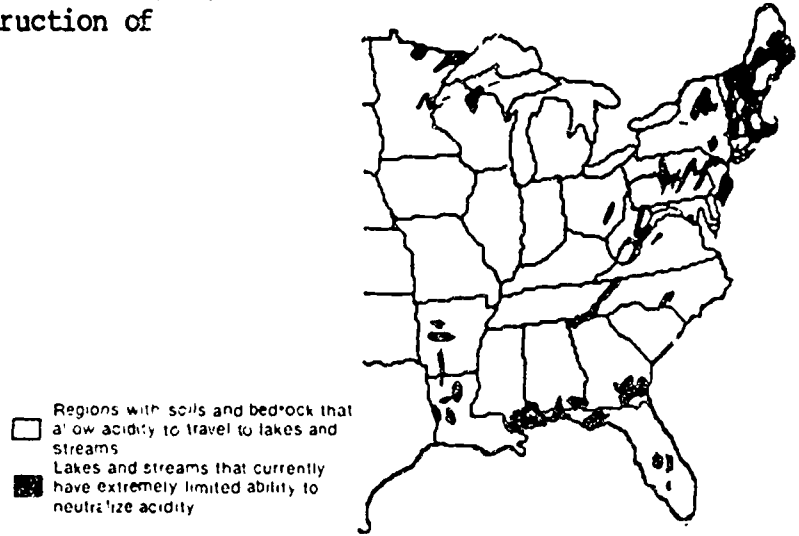 ruction of
Regions with soils and bedrock that
allow acidity to travel to lakes and
streams
Lakes and streams that currently
have extremely limited ability to
neutralize acidity